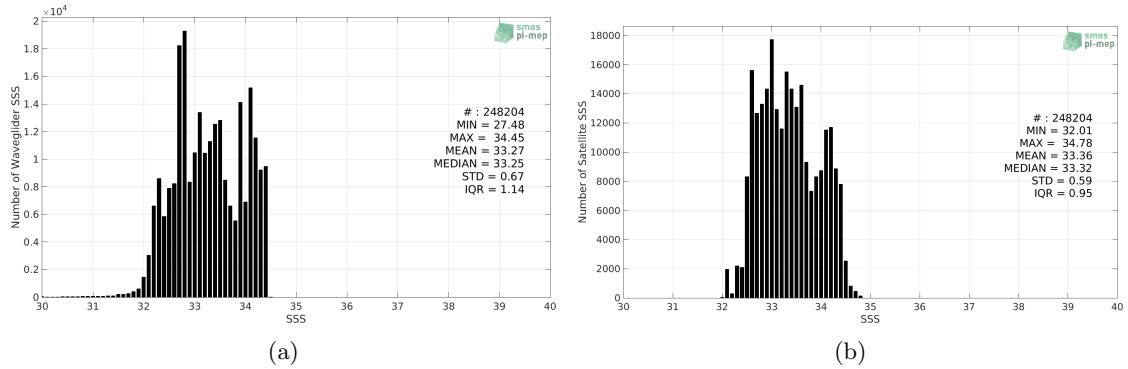 ×10⁴
2
1.8
1.6
1.4
1.2
1
0.8
0.6
0.4
0.2
0
Number of Waveglider SSS
30 31 32 33 34 35 36 37 38 39 40
SSS
smos
pi-mep
# : 248204
MIN = 27.48
MAX = 34.45
MEAN = 33.27
MEDIAN = 33.25
STD = 0.67
IQR = 1.14
(a)
18000
16000
14000
12000
10000
8000
6000
4000
2000
0
Number of Satellite SSS
30 31 32 33 34 35 36 37 38 39 40
SSS
smos
pi-mep
# : 248204
MIN = 32.01
MAX = 34.78
MEAN = 33.36
MEDIAN = 33.32
STD = 0.59
IQR = 0.95
(b)